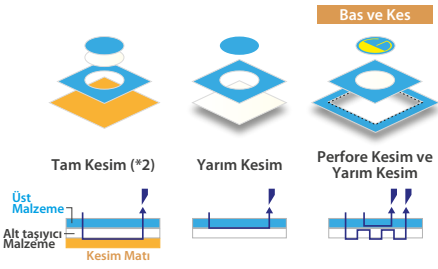 Bas ve Kes
Tam Kesim (*2)
Yarım Kesim
Perfore Kesim ve
Yarım Kesim
Üst
Malzeme
Alt taşıyıcı
Malzeme
Kesim Matı